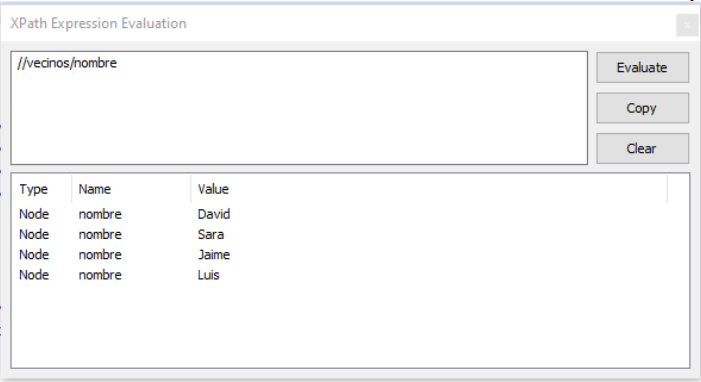 XPath Expression Evaluation
x
//vecinos/nombre
Evaluate
Copy
Clear
Type Name Value
Node nombre David
Node nombre Sara
Node nombre Jaime
Node nombre Luis